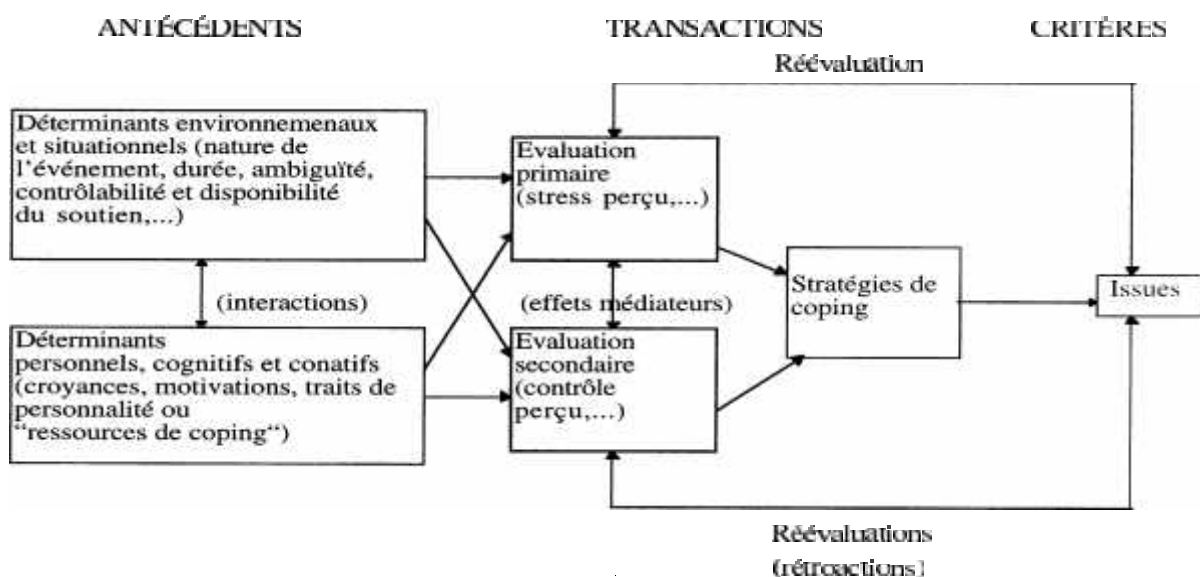 ANTÉCÉDENTS
TRANSACTIONS
CRITÈRES
Réévaluation
Déterminants environnemenaux
et situationnels (nature de
l'événement, durée, ambiguïté,
contrôlabilité et disponibilité
du soutien,...)
Evaluation
primaire
(stress perçu,...)
(interactions)
(effets médiateurs)
Stratégies de
coping
Issues
Déterminants
personnels, cognitifs et conatifs
(croyances, motivations, traits de
personnalité ou
“ressources de coping“)
Evaluation
secondaire
(contrôle
perçu,...)
Réévaluations
(rétroactions)